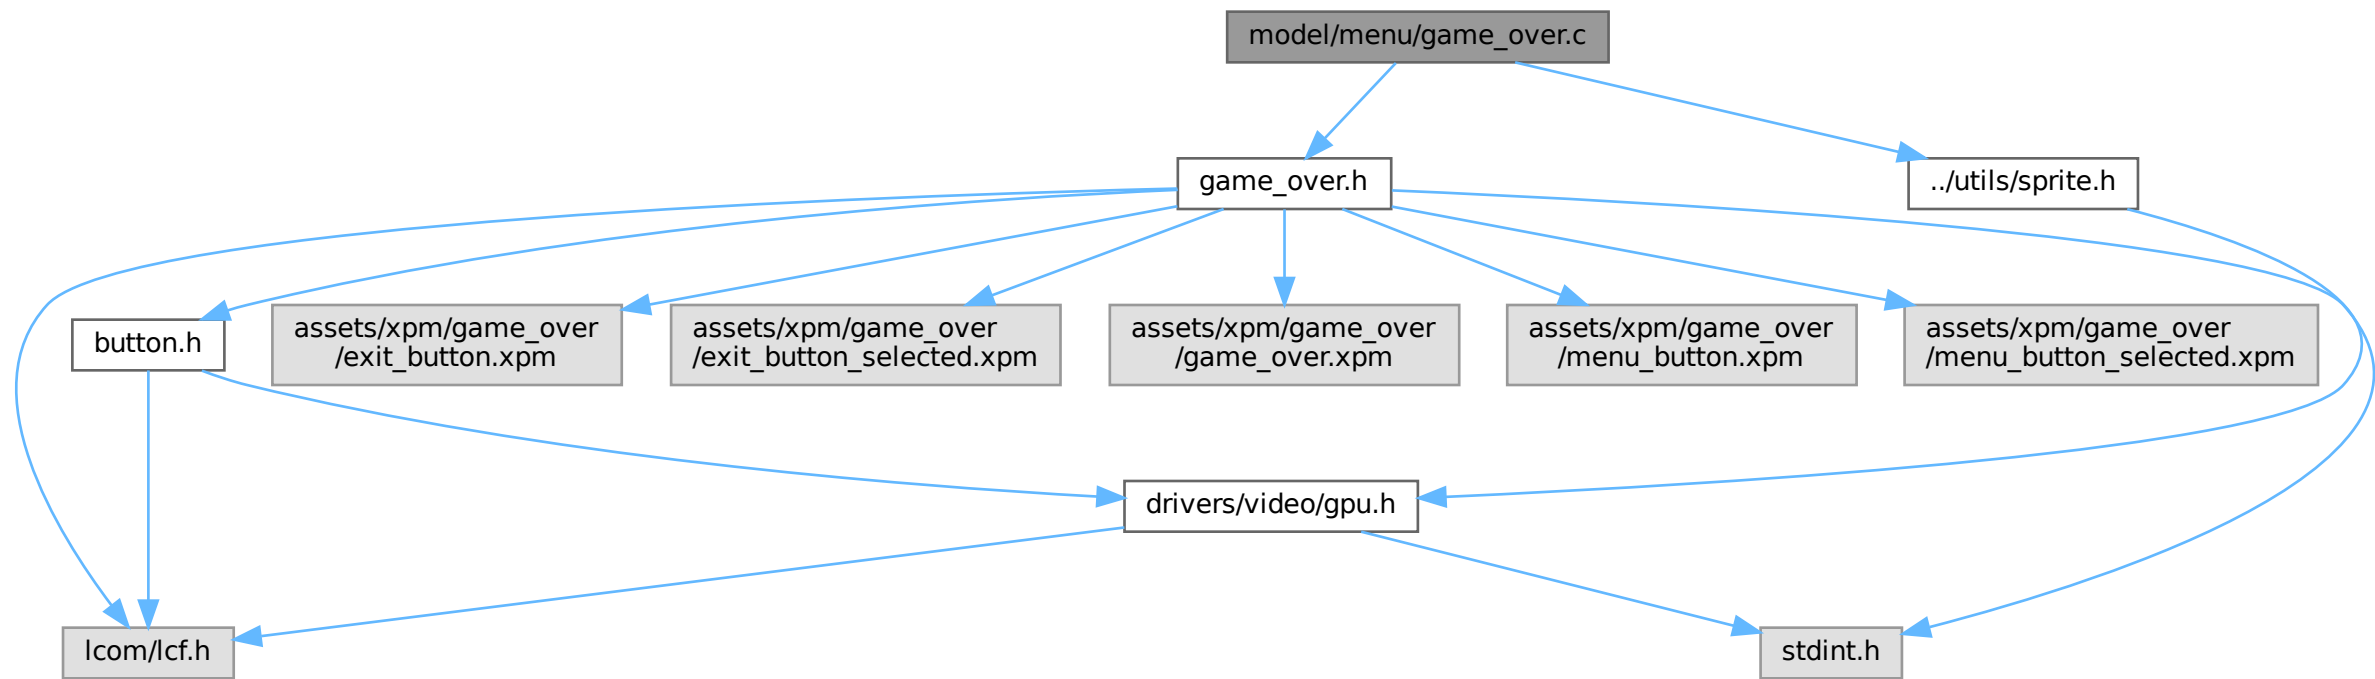 model/menu/game_over.c
game_over.h
../utils/sprite.h
button.h
assets/xpm/game_over
/exit_button.xpm
assets/xpm/game_over
/exit_button_selected.xpm
assets/xpm/game_over
/game_over.xpm
assets/xpm/game_over
/menu_button.xpm
assets/xpm/game_over
/menu_button_selected.xpm
drivers/video/gpu.h
lcom/lcf.h
stdint.h